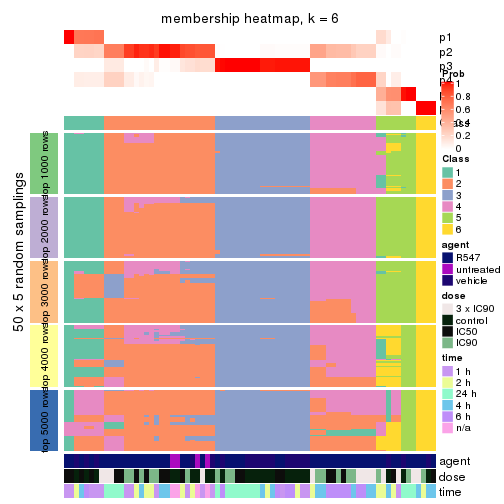 membership heatmap, k = 6
p1
p2
p3
p4
Prob
1
0.8
0.6
0.4
0.2
0
Class
1
2
3
4
5
6
agent
R547
untreated
vehicle
dose
3 x IC90
control
IC50
IC90
time
1 h
2 h
24 h
4 h
6 h
n/a
50 x 5 random samplings
top 1000 rows
top 2000 rows
top 3000 rows
top 4000 rows
top 5000 rows
agent
dose
time